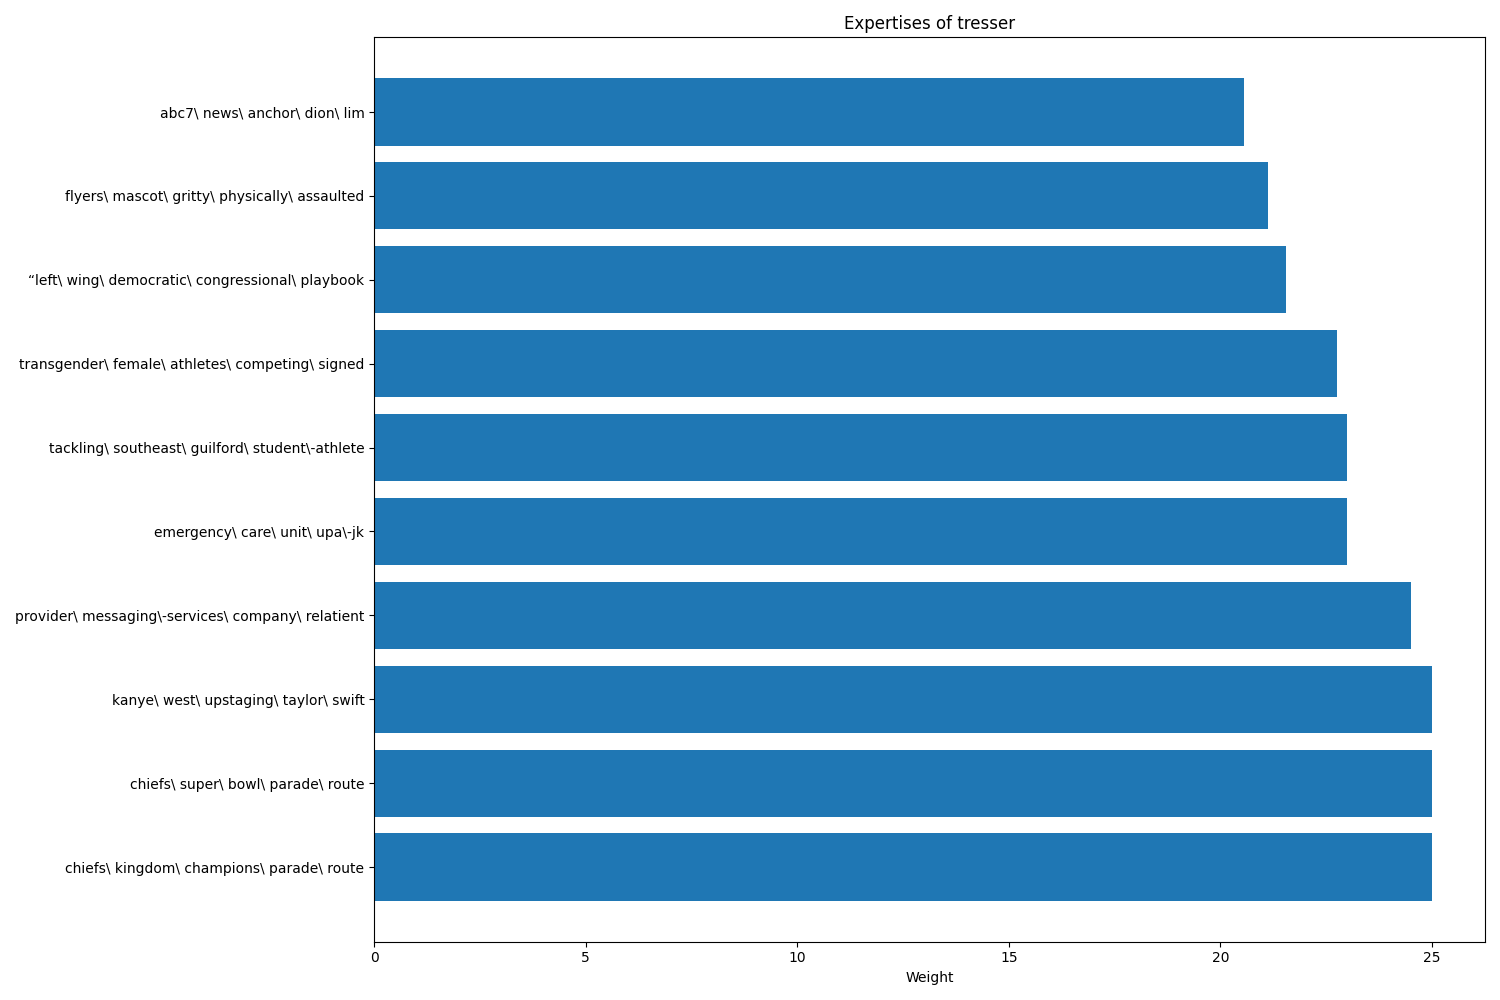 Expertises of tresser
abc7\ news\ anchor\ dion\ lim
flyers\ mascot\ gritty\ physically\ assaulted
“left\ wing\ democratic\ congressional\ playbook
transgender\ female\ athletes\ competing\ signed
tackling\ southeast\ guilford\ student\-athlete
emergency\ care\ unit\ upa\-jk
provider\ messaging\-services\ company\ relatient
kanye\ west\ upstaging\ taylor\ swift
chiefs\ super\ bowl\ parade\ route
chiefs\ kingdom\ champions\ parade\ route
0 5 10 15 20 25
Weight